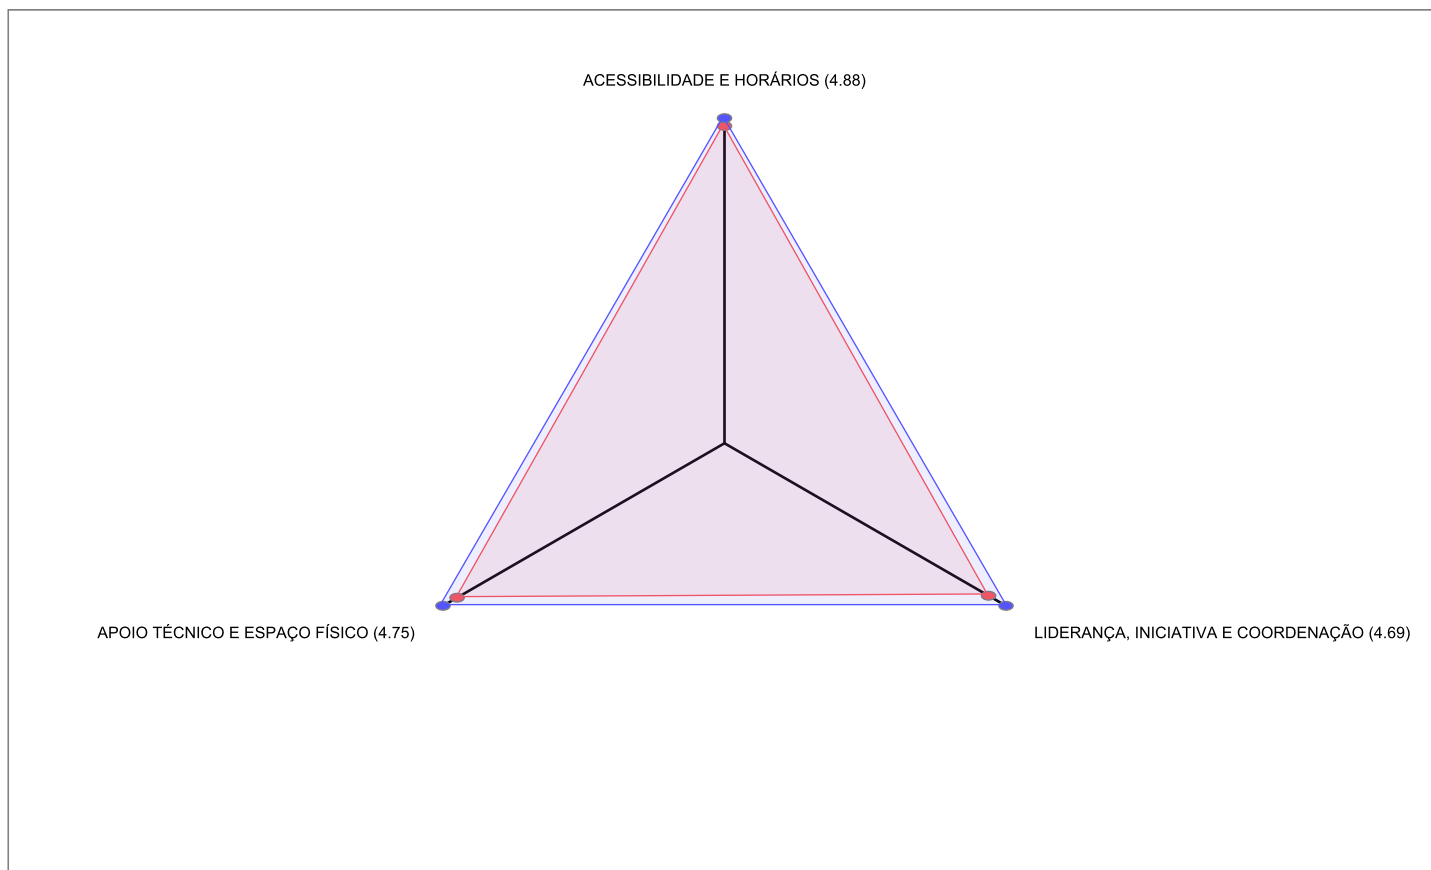 ACESSIBILIDADE E HORÁRIOS (4.88)
APOIO TÉCNICO E ESPAÇO FÍSICO (4.75)
LIDERANÇA, INICIATIVA E COORDENAÇÃO (4.69)